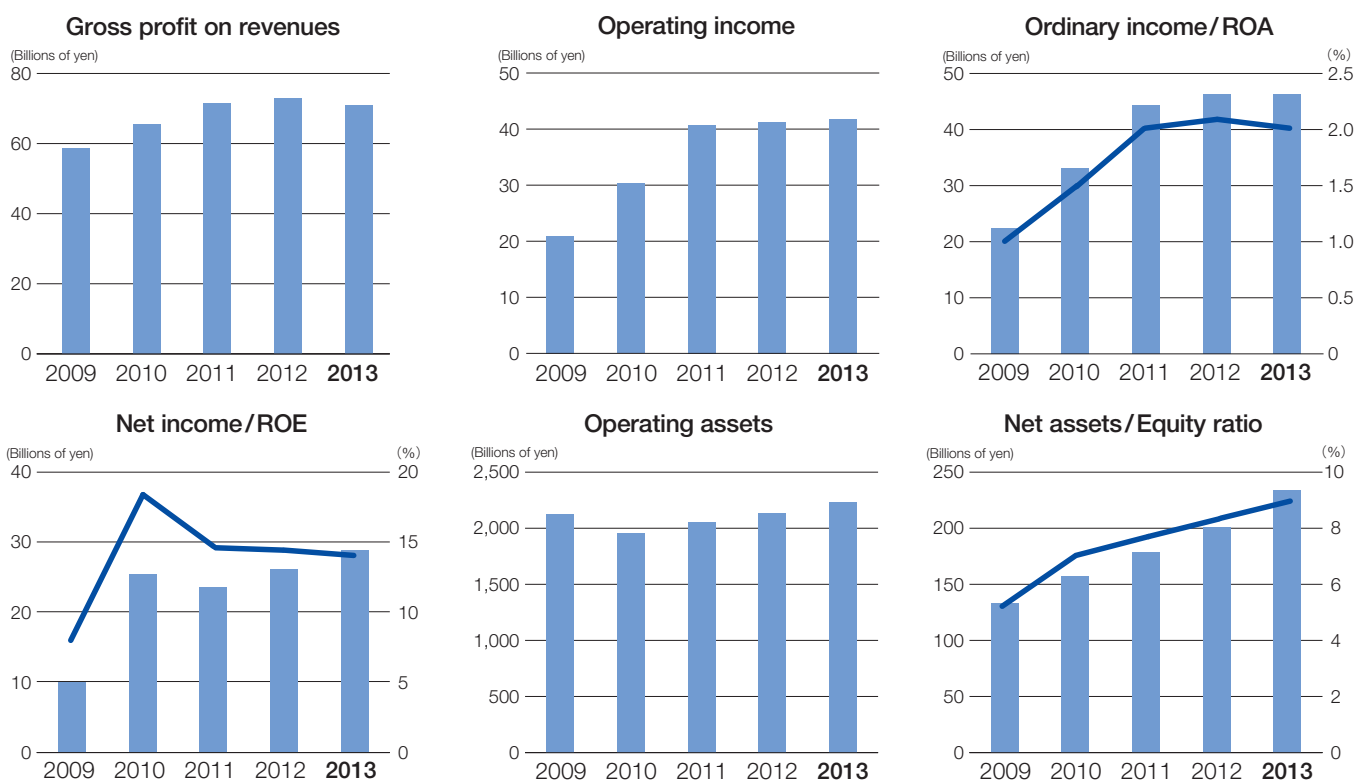 Gross profit on revenues
(Billions of yen)
80
60
40
20
0
2009 2010 2011 2012 2013
Operating income
(Billions of yen)
50
40
30
20
10
0
2009 2010 2011 2012 2013
Ordinary income/ROA
(Billions of yen) (%)
50 2.5
40 2.0
30 1.5
20 1.0
10 0.5
0 0
2009 2010 2011 2012 2013
Net income/ROE
(Billions of yen) (%)
40 20
30 15
20 10
10 5
0 0
2009 2010 2011 2012 2013
Operating assets
(Billions of yen)
2,500
2,000
1,500
1,000
500
0
2009 2010 2011 2012 2013
Net assets/Equity ratio
(Billions of yen) (%)
250 10
200 8
150 6
100 4
50 2
0 0
2009 2010 2011 2012 2013